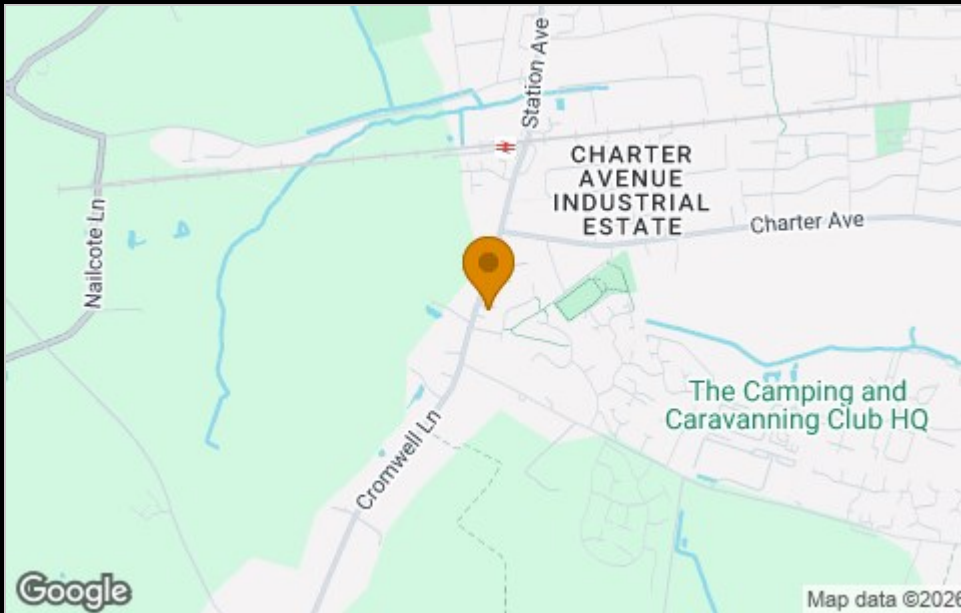 Station Ave
CHARTER
AVENUE
INDUSTRIAL
ESTATE
Charter Ave
Nailcote Ln
The Camping and
Caravanning Club HQ
Cromwell Ln
Google
Map data ©2026